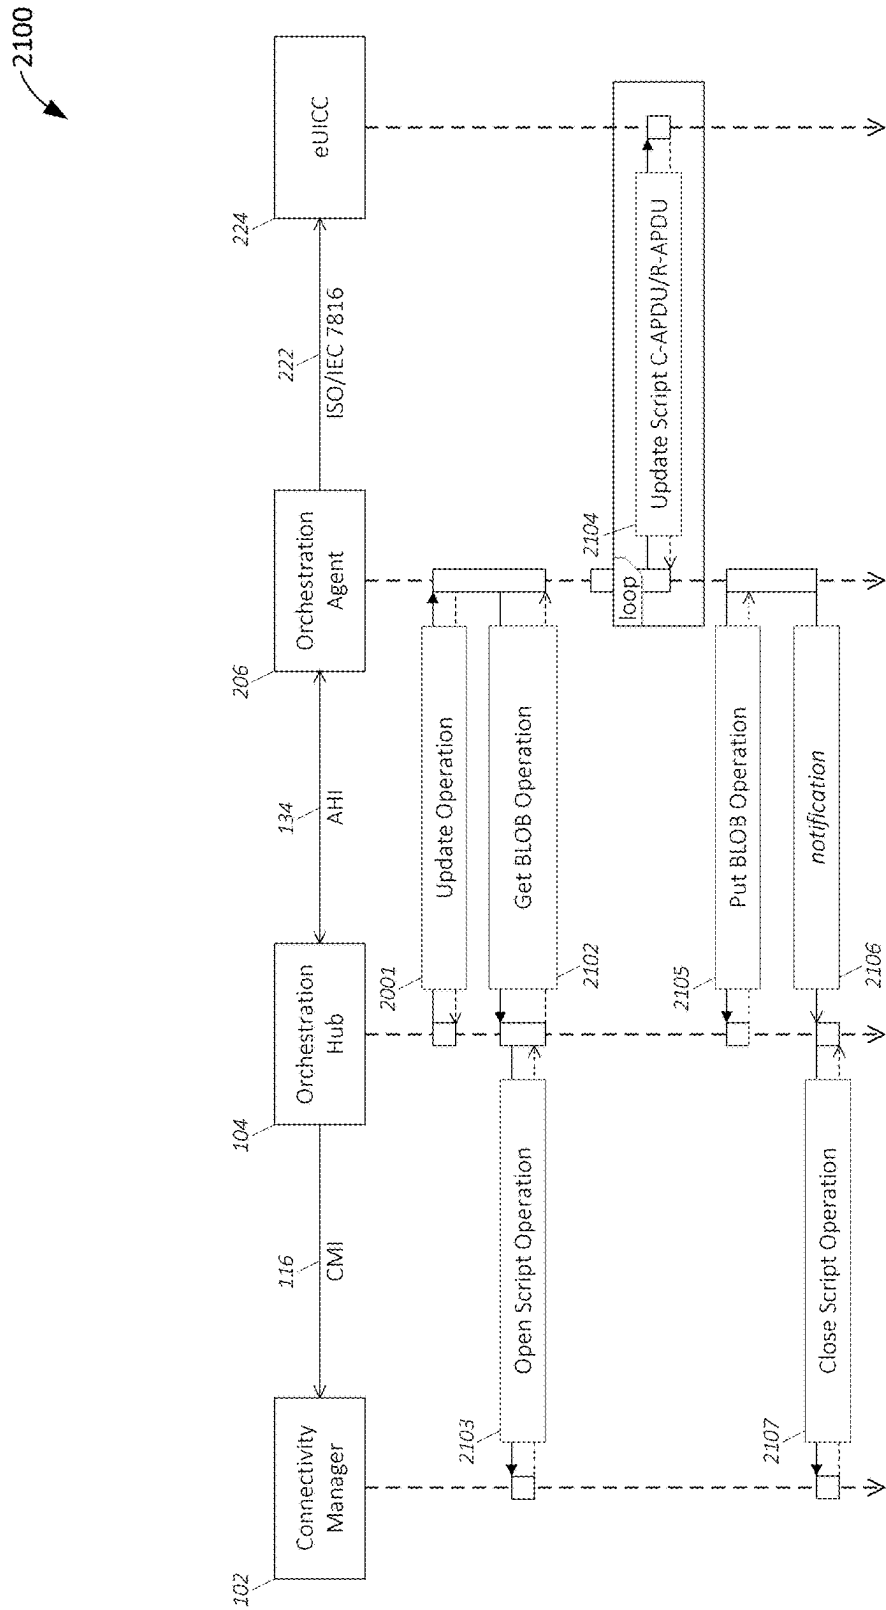 2100
102
Connectivity
Manager
116
CMI
104
Orchestration
Hub
134
AHI
206
Orchestration
Agent
222
ISO/IEC 7816
224
eUICC
2001
Update Operation
Get BLOB Operation
2102
2103
Open Script Operation
loop
2104
Update Script C-APDU/R-APDU
2105
Put BLOB Operation
notification
2106
2107
Close Script Operation